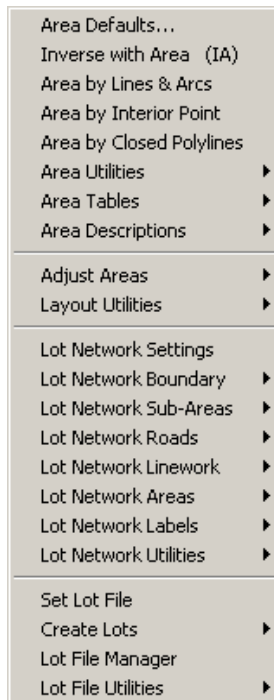 Area Defaults...
Inverse with Area (IA)
Area by Lines & Arcs
Area by Interior Point
Area by Closed Polylines
Area Utilities
Area Tables
Area Descriptions
Adjust Areas
Layout Utilities
Lot Network Settings
Lot Network Boundary
Lot Network Sub-Areas
Lot Network Roads
Lot Network Linework
Lot Network Areas
Lot Network Labels
Lot Network Utilities
Set Lot File
Create Lots
Lot File Manager
Lot File Utilities